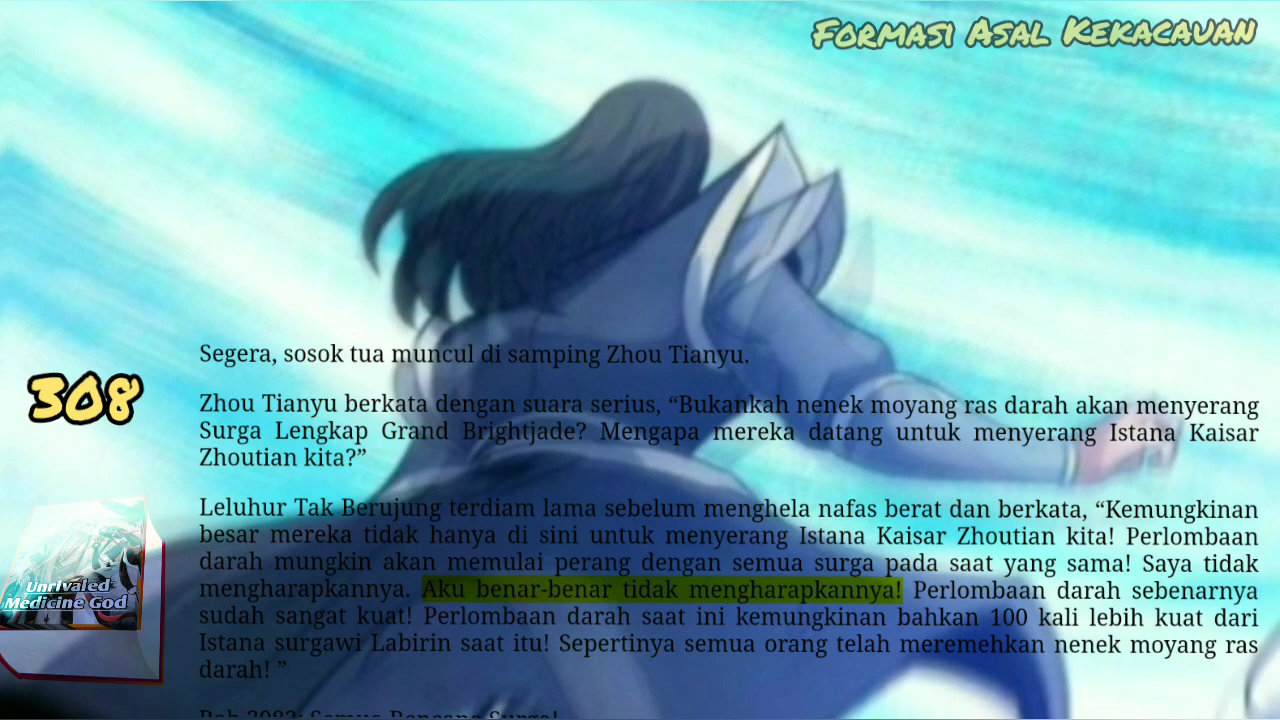 Formasi Asal Kekacauan
Segera, sosok tua muncul di samping Zhou Tianyu.
308
Zhou Tianyu berkata dengan suara serius, “Bukankah nenek moyang ras darah akan menyerang
Surga Lengkap Grand Brightjade? Mengapa mereka datang untuk menyerang Istana Kaisar
Zhoutian kita?”
Leluhur Tak Berujung terdiam lama sebelum menghela nafas berat dan berkata, “Kemungkinan
besar mereka tidak hanya di sini untuk menyerang Istana Kaisar Zhoutian kita! Perlombaan
darah mungkin akan memulai perang dengan semua surga pada saat yang sama! Saya tidak
mengharapkannya. Aku benar-benar tidak mengharapkannya! Perlombaan darah sebenarnya
sudah sangat kuat! Perlombaan darah saat ini kemungkinan bahkan 100 kali lebih kuat dari
Istana surgawi Labirin saat itu! Sepertinya semua orang telah meremehkan nenek moyang ras
darah! ”
Unrivaled
Medicine God
Bab 3083: Semua Rencana Surga!